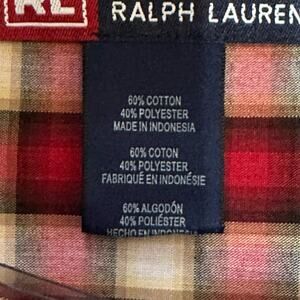 RL RALPH LAUREN
60% COTTON
40% POLYESTER
MADE IN INDONESIA
60% COTON
40% POLYESTER
FABRIQUÉ EN INDONÉSIE
60% ALGODÓN
40% POLIÉSTER
HECHO EN INDONESIA